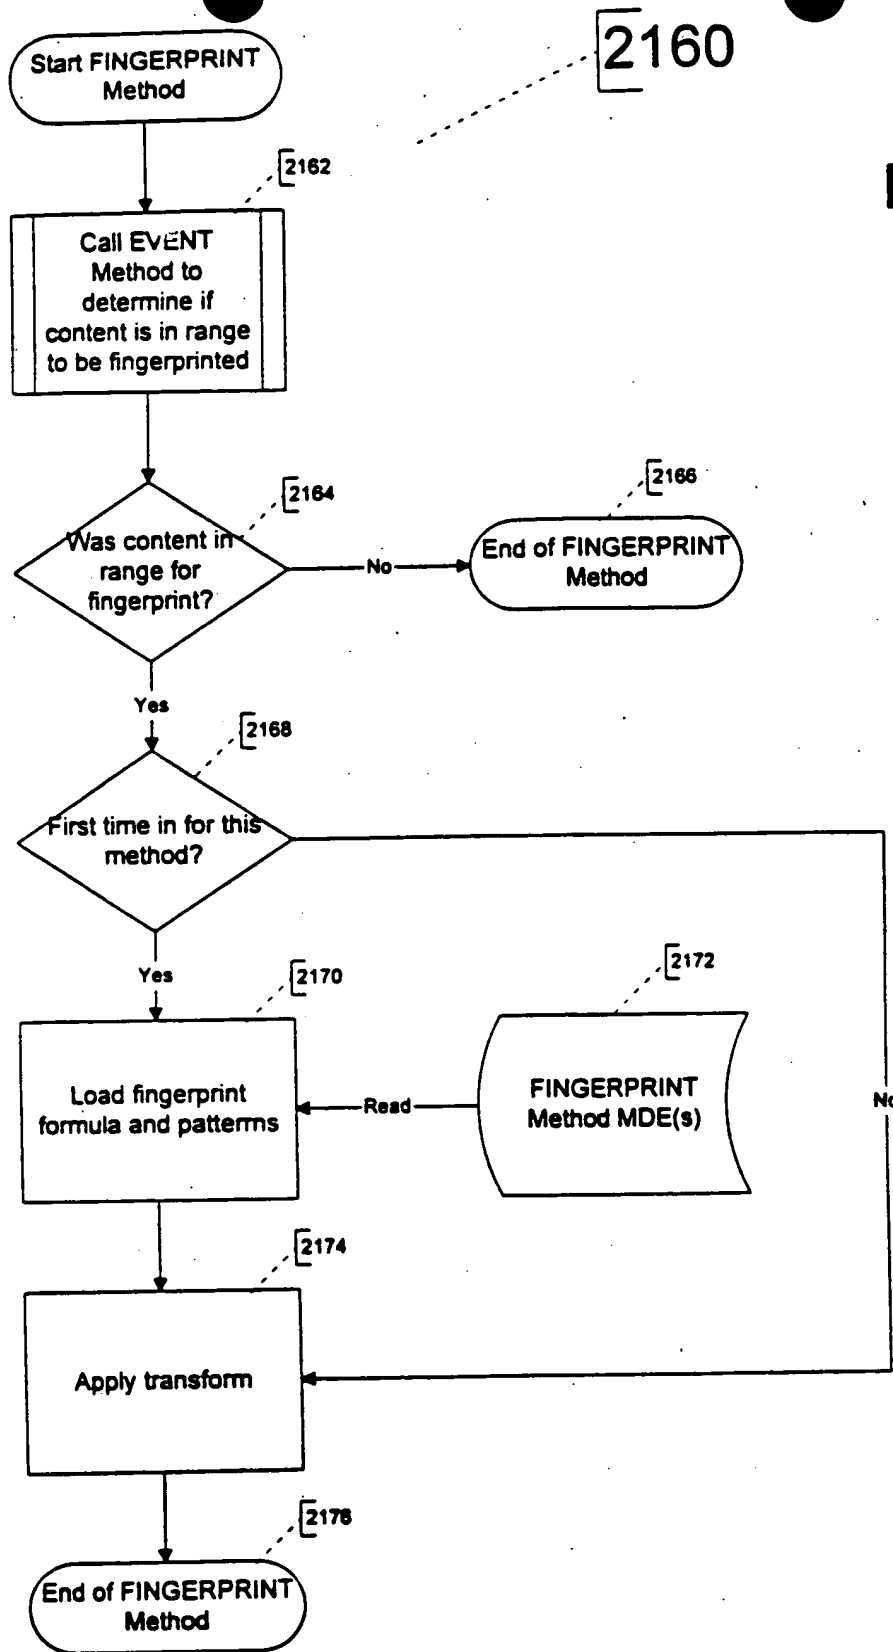 Start FINGERPRINT
Method
2160
2162
Call EVENT
Method to
determine if
content is in range
to be fingerprinted
2164
Was content in
range for
fingerprint?
No
2166
End of FINGERPRINT
Method
Yes
2168
First time in for this
method?
Yes
2170
2172
Load fingerprint
formula and patterns
Read
FINGERPRINT
Method MDE(s)
No
2174
Apply transform
2176
End of FINGERPRINT
Method